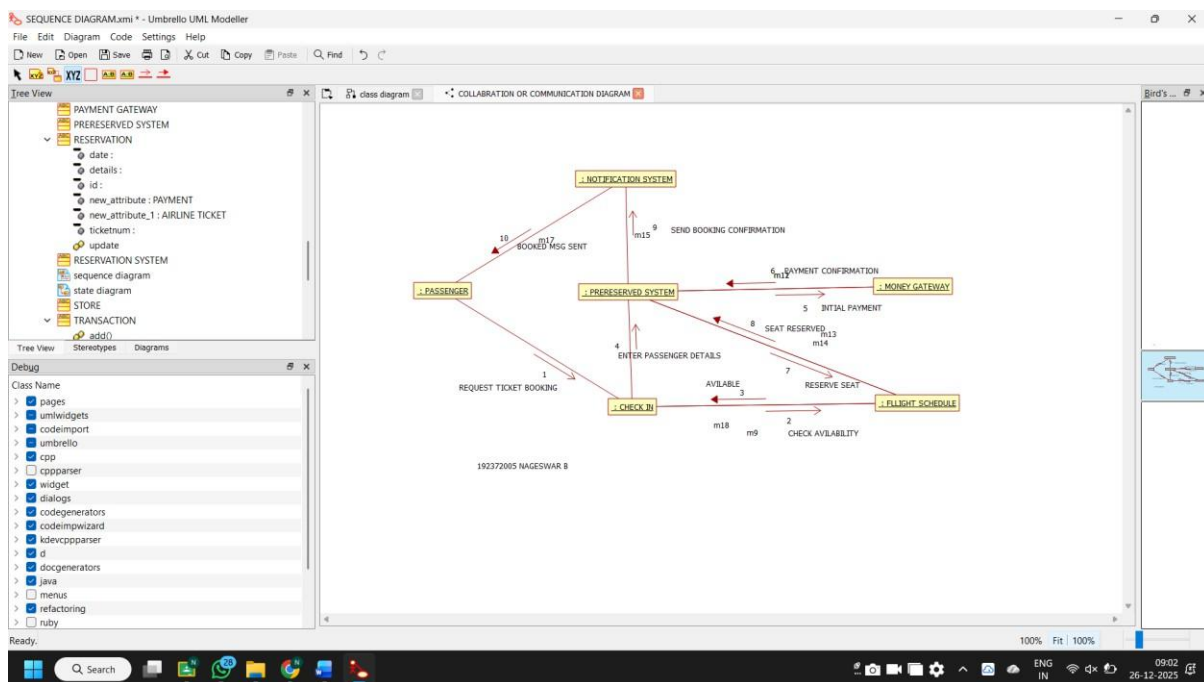 SEQUENCE DIAGRAM.xmi * - Umbrello UML Modeller
File Edit Diagram Code Settings Help
New Open Save Cut Copy Paste Find
XYZ A.B A.B
Tree View
PAYMENT GATEWAY
PRERESERVED SYSTEM
RESERVATION
date :
details :
id :
new_attribute : PAYMENT
new_attribute_1 : AIRLINE TICKET
ticketnum :
update
RESERVATION SYSTEM
sequence diagram
state diagram
STORE
TRANSACTION
add()
Tree View Stereotypes Diagrams
Debug
Class Name
pages
umlwidgets
codeimport
umbrello
cpp
cppparser
widget
dialogs
codegenerators
codeimpwizard
kdevcppparser
d
docgenerators
java
menus
refactoring
ruby
class diagram COLLABRATION OR COMMUNICATION DIAGRAM
Bird's ...
: NOTIFICATION SYSTEM
9 SEND BOOKING CONFIRMATION
m15
10 m17
BOOKED MSG SENT
6 PAYMENT CONFIRMATION
: PASSENGER
: PRERESERVED SYSTEM
: MONEY GATEWAY
5 INTIAL PAYMENT
8 SEAT RESERVED
m13
m14
4
ENTER PASSENGER DETAILS
1
REQUEST TICKET BOOKING
7
RESERVE SEAT
AVILABLE
3
: CHECK IN
: FLLIGHT SCHEDULE
2
m18 m9 CHECK AVILABILITY
192372005 NAGESWAR B
Ready.
100% Fit 100%
Search
28
ENG
IN
09:02
26-12-2025